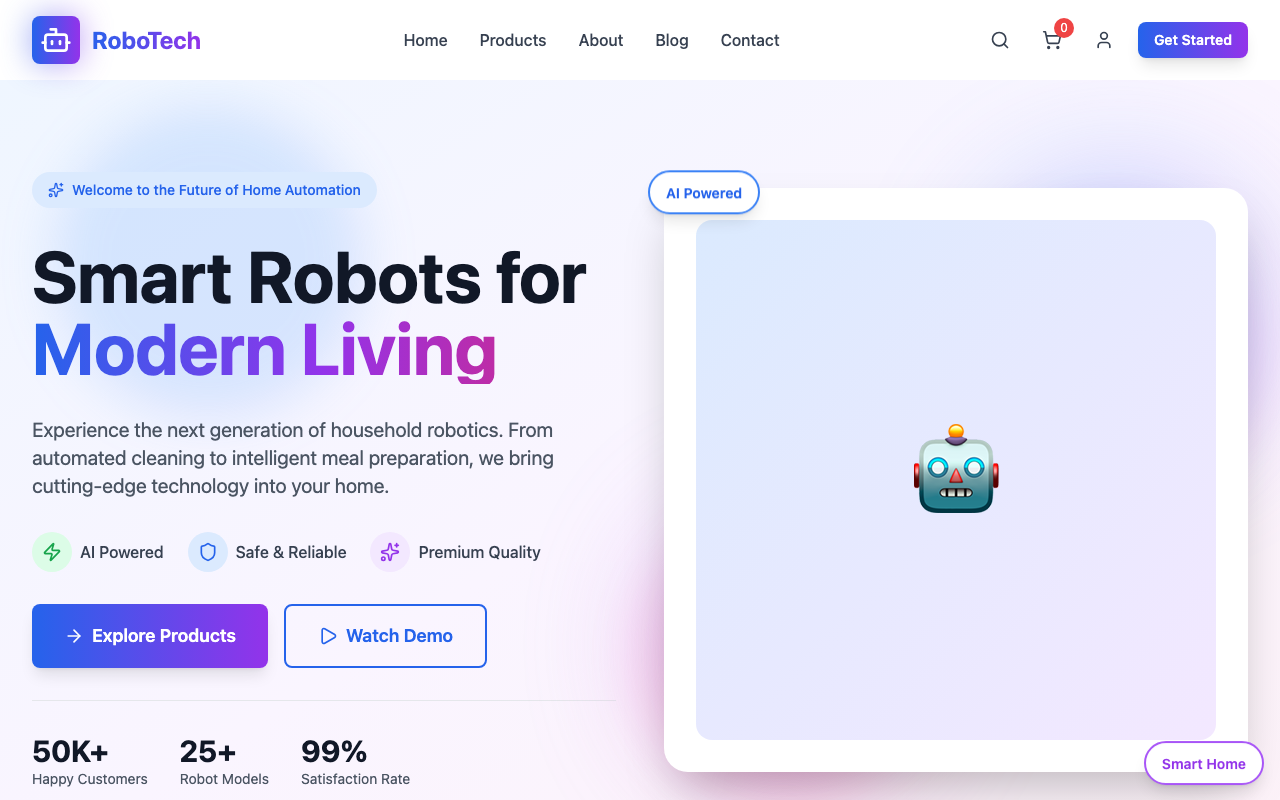 RoboTech
Home
Products
About
Blog
Contact
0
Get Started
Welcome to the Future of Home Automation
Smart Robots for
Modern Living
Experience the next generation of household robotics. From
automated cleaning to intelligent meal preparation, we bring
cutting-edge technology into your home.
AI Powered
Safe & Reliable
Premium Quality
Explore Products
Watch Demo
50K+
Happy Customers
25+
Robot Models
99%
Satisfaction Rate
AI Powered
Smart Home